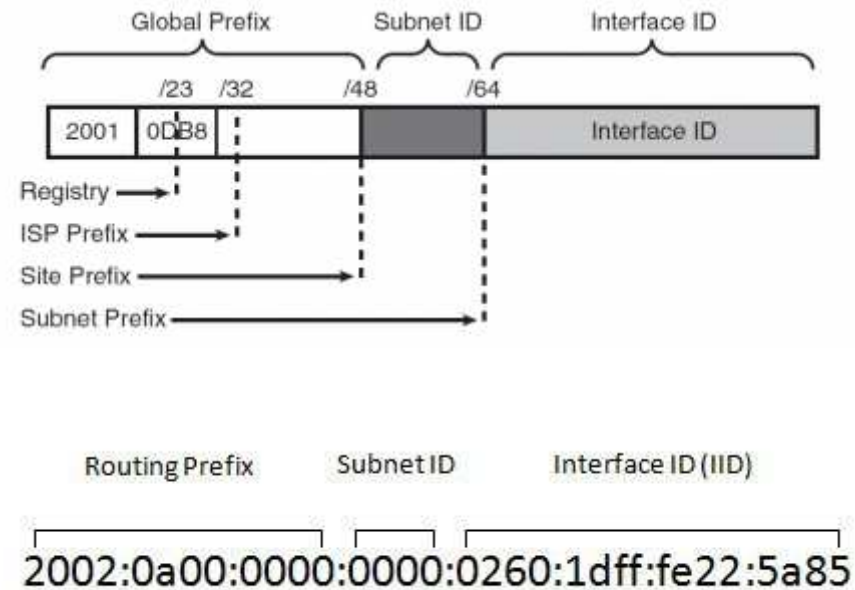 Global Prefix Subnet ID Interface ID
/23 /32 /48 /64
2001 0DB8 Interface ID
Registry
ISP Prefix
Site Prefix
Subnet Prefix
Routing Prefix Subnet ID Interface ID (IID)
2002:0a00:0000:0000:0260:1dff:fe22:5a85